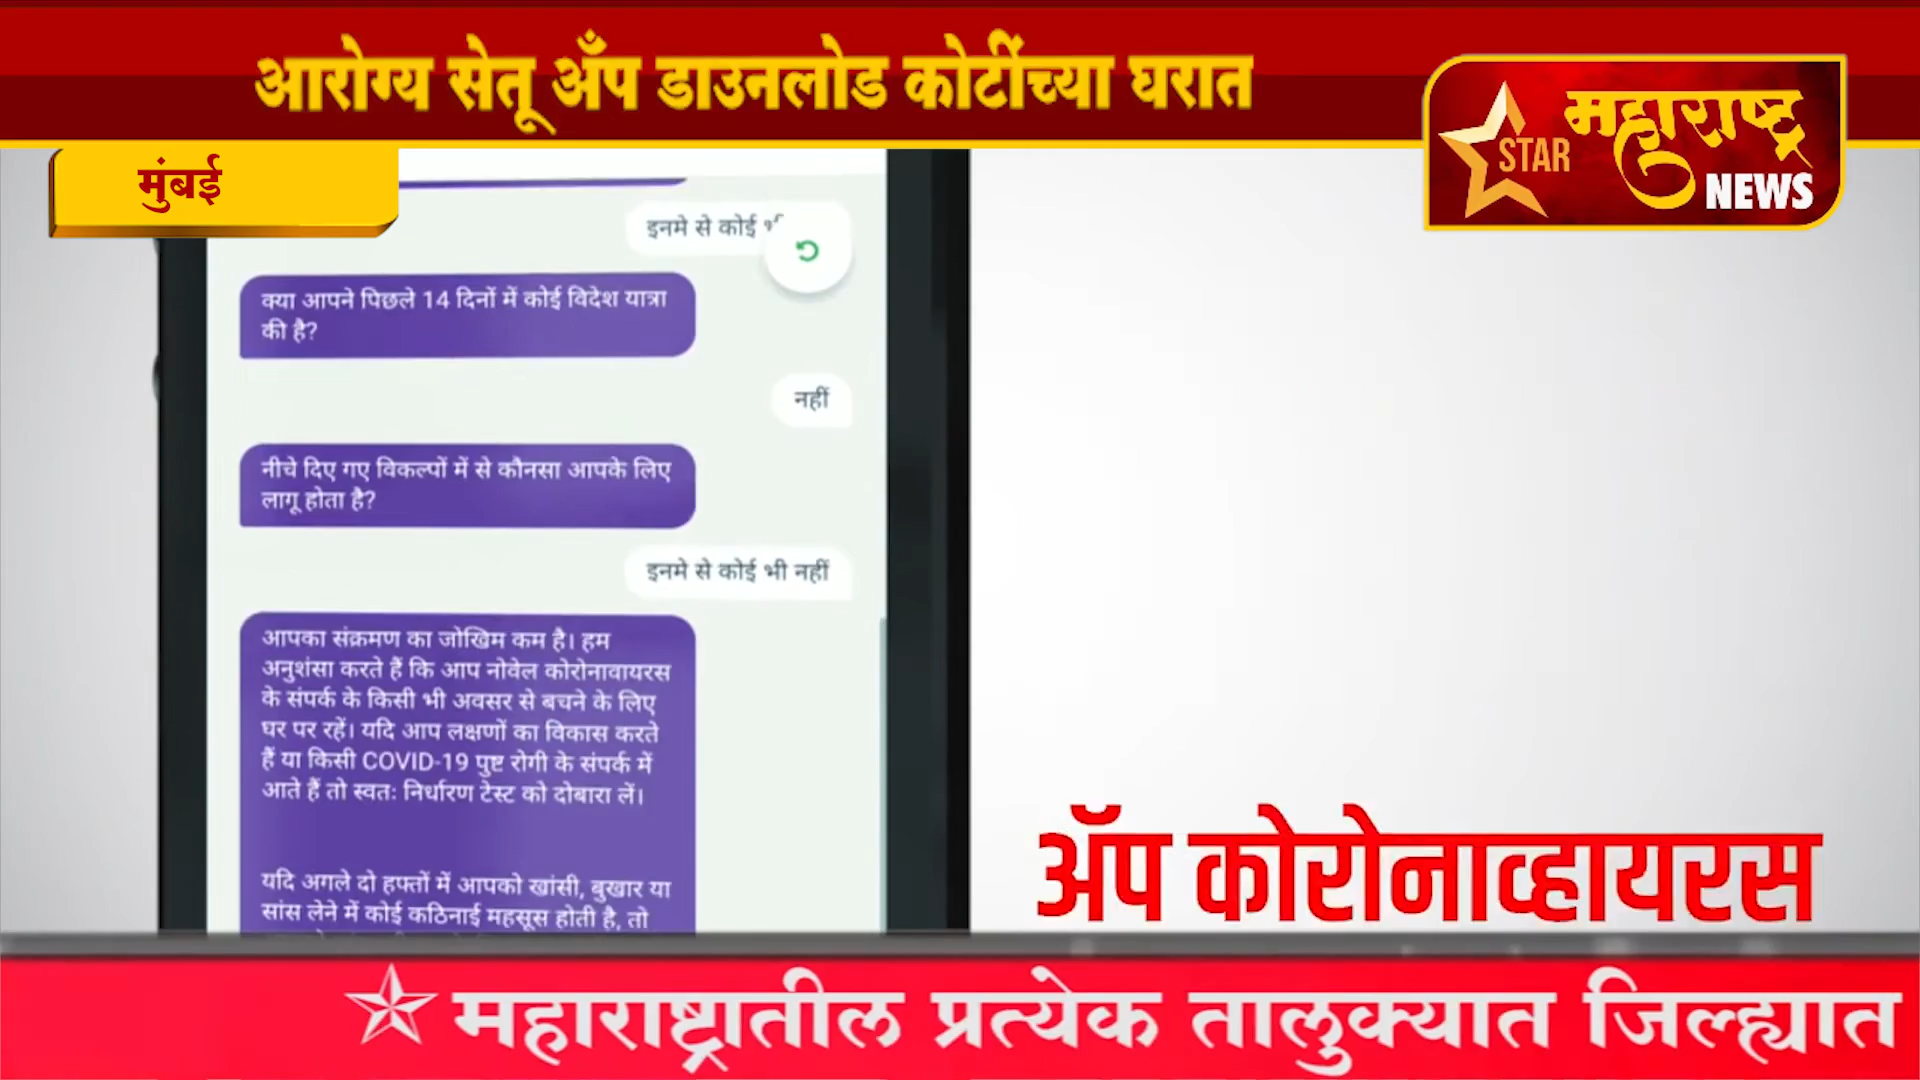 आरोग्य सेतू अँप डाउनलोड कोटींच्या घरात
STAR
महाराष्ट्र
NEWS
मुंबई
इनमे से कोई
क्या आपने पिछले 14 दिनों में कोई विदेश यात्रा
की है?
नहीं
नीचे दिए गए विकल्पों में से कौनसा आपके लिए
लागू होता है?
इनमे से कोई भी नहीं
आपका संक्रमण का जोखिम कम है। हम
अनुशंसा करते हैं कि आप नोवेल कोरोनावायरस
के संपर्क के किसी भी अवसर से बचने के लिए
घर पर रहें। यदि आप लक्षणों का विकास करते
हैं या किसी COVID-19 पुष्ट रोगी के संपर्क में
आते हैं तो स्वतः निर्धारण टेस्ट को दोबारा लें।
यदि अगले दो हफ्तों में आपको खांसी, बुखार या
सांस लेने में कोई कठिनाई महसूस होती है, तो
ॲप कोरोनाव्हायरस
महाराष्ट्रातील प्रत्येक तालुक्यात जिल्ह्यात